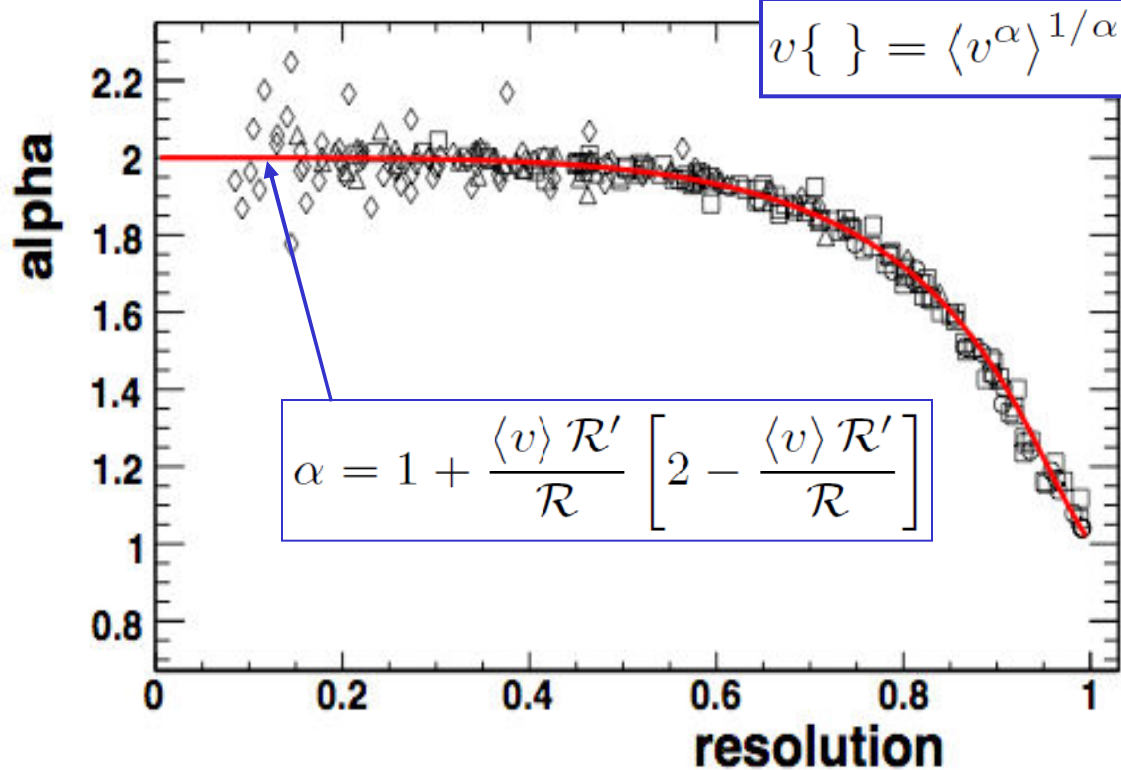 v{ } = ⟨v^α⟩^{1/α}
2.2
2
1.8
1.6
1.4
1.2
1
0.8
alpha
α = 1 + ⟨v⟩ R′ / R [2 − ⟨v⟩ R′ / R]
0 0.2 0.4 0.6 0.8 1
resolution